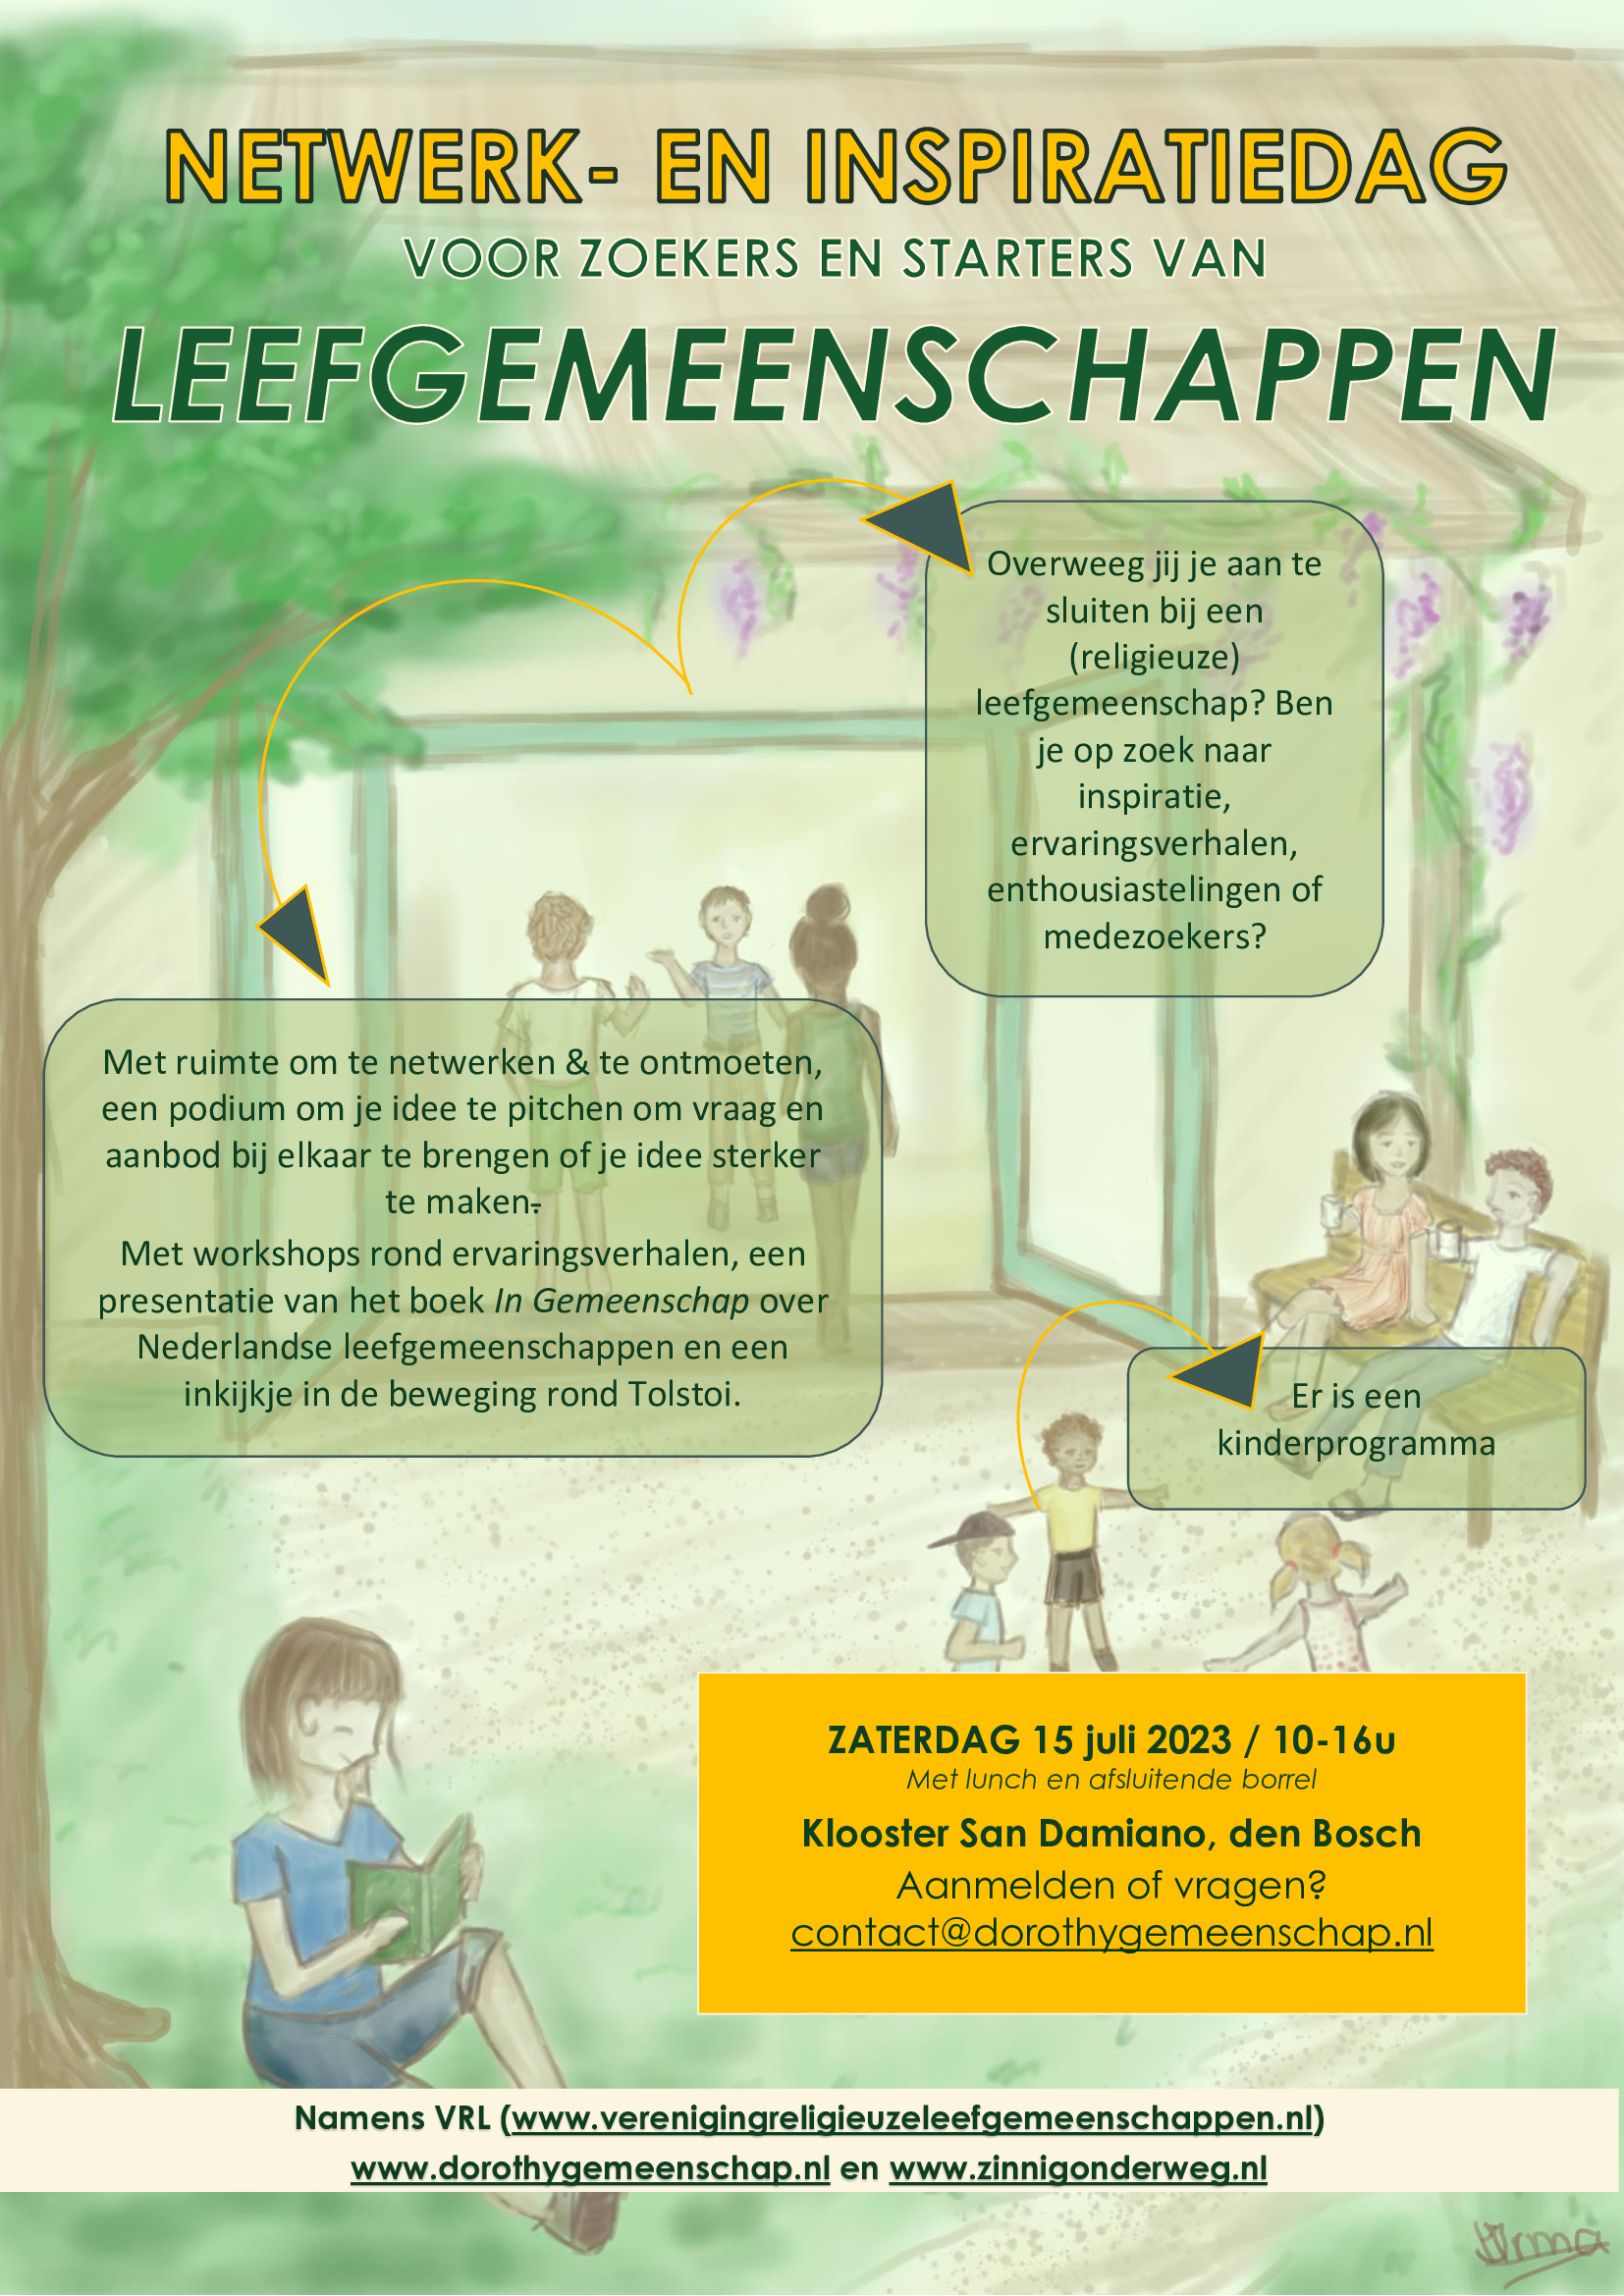 NETWERK- EN INSPIRATIEDAG
VOOR ZOEKERS EN STARTERS VAN
LEEFGEMEENSCHAPPEN
Overweeg jij je aan te
sluiten bij een
(religieuze)
leefgemeenschap? Ben
je op zoek naar
inspiratie,
ervaringsverhalen,
enthousiastelingen of
medezoekers?
Met ruimte om te netwerken & te ontmoeten,
een podium om je idee te pitchen om vraag en
aanbod bij elkaar te brengen of je idee sterker
te maken.
Met workshops rond ervaringsverhalen, een
presentatie van het boek In Gemeenschap over
Nederlandse leefgemeenschappen en een
inkijkje in de beweging rond Tolstoi.
Er is een
kinderprogramma
ZATERDAG 15 juli 2023 / 10-16u
Met lunch en afsluitende borrel
Klooster San Damiano, den Bosch
Aanmelden of vragen?
contact@dorothygemeenschap.nl
Namens VRL (www.verenigingreligieuzeleefgemeenschappen.nl)
www.dorothygemeenschap.nl en www.zinnigonderweg.nl